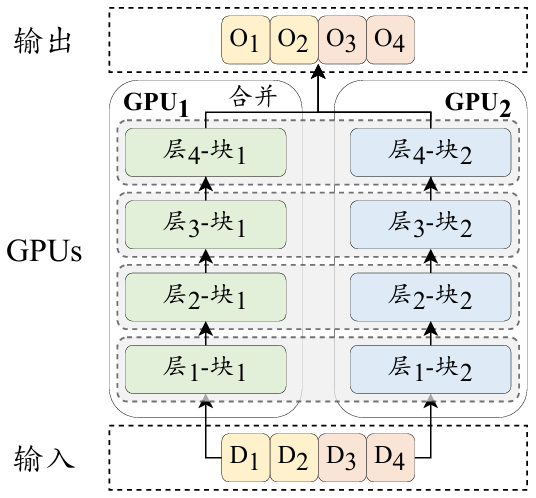 输出 O1 O2 O3 O4
GPU1 合并 GPU2
层4-块1 层4-块2
层3-块1 层3-块2
GPUs
层2-块1 层2-块2
层1-块1 层1-块2
输入 D1 D2 D3 D4